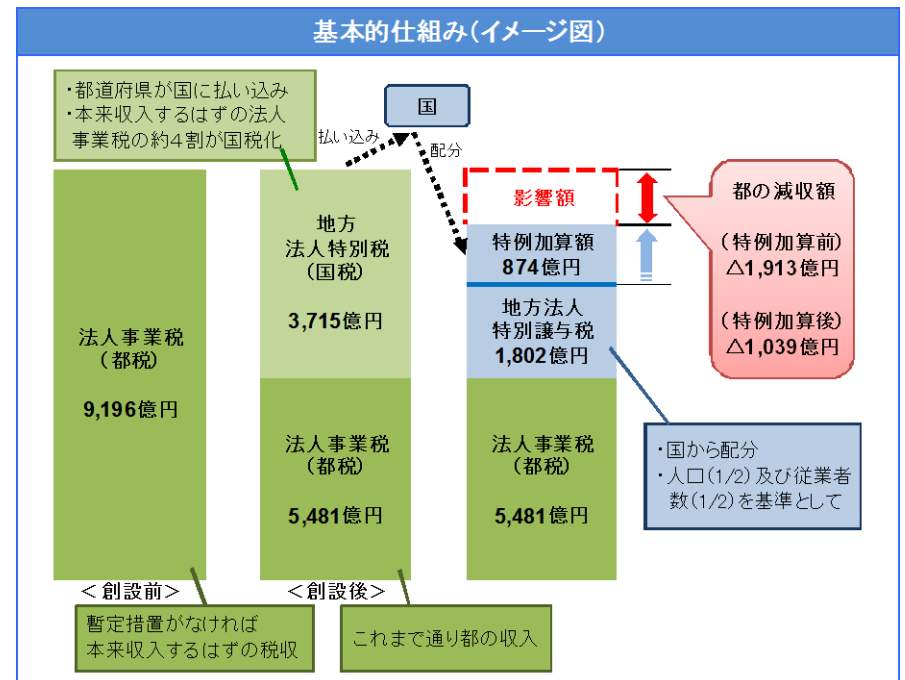 基本的仕組み(イメージ図)
・都道府県が国に払い込み
・本来収入するはずの法人
事業税の約4割が国税化
国
払い込み
配分
法人事業税
(都税)
9,196億円
<創設前>
暫定措置がなければ
本来収入するはずの税収
地方
法人特別税
(国税)
3,715億円
法人事業税
(都税)
5,481億円
<創設後>
これまで通り都の収入
影響額
特例加算額
874億円
地方法人
特別譲与税
1,802億円
法人事業税
(都税)
5,481億円
都の減収額
(特例加算前)
△1,913億円
(特例加算後)
△1,039億円
・国から配分
・人口(1/2)及び従業者
数(1/2)を基準として